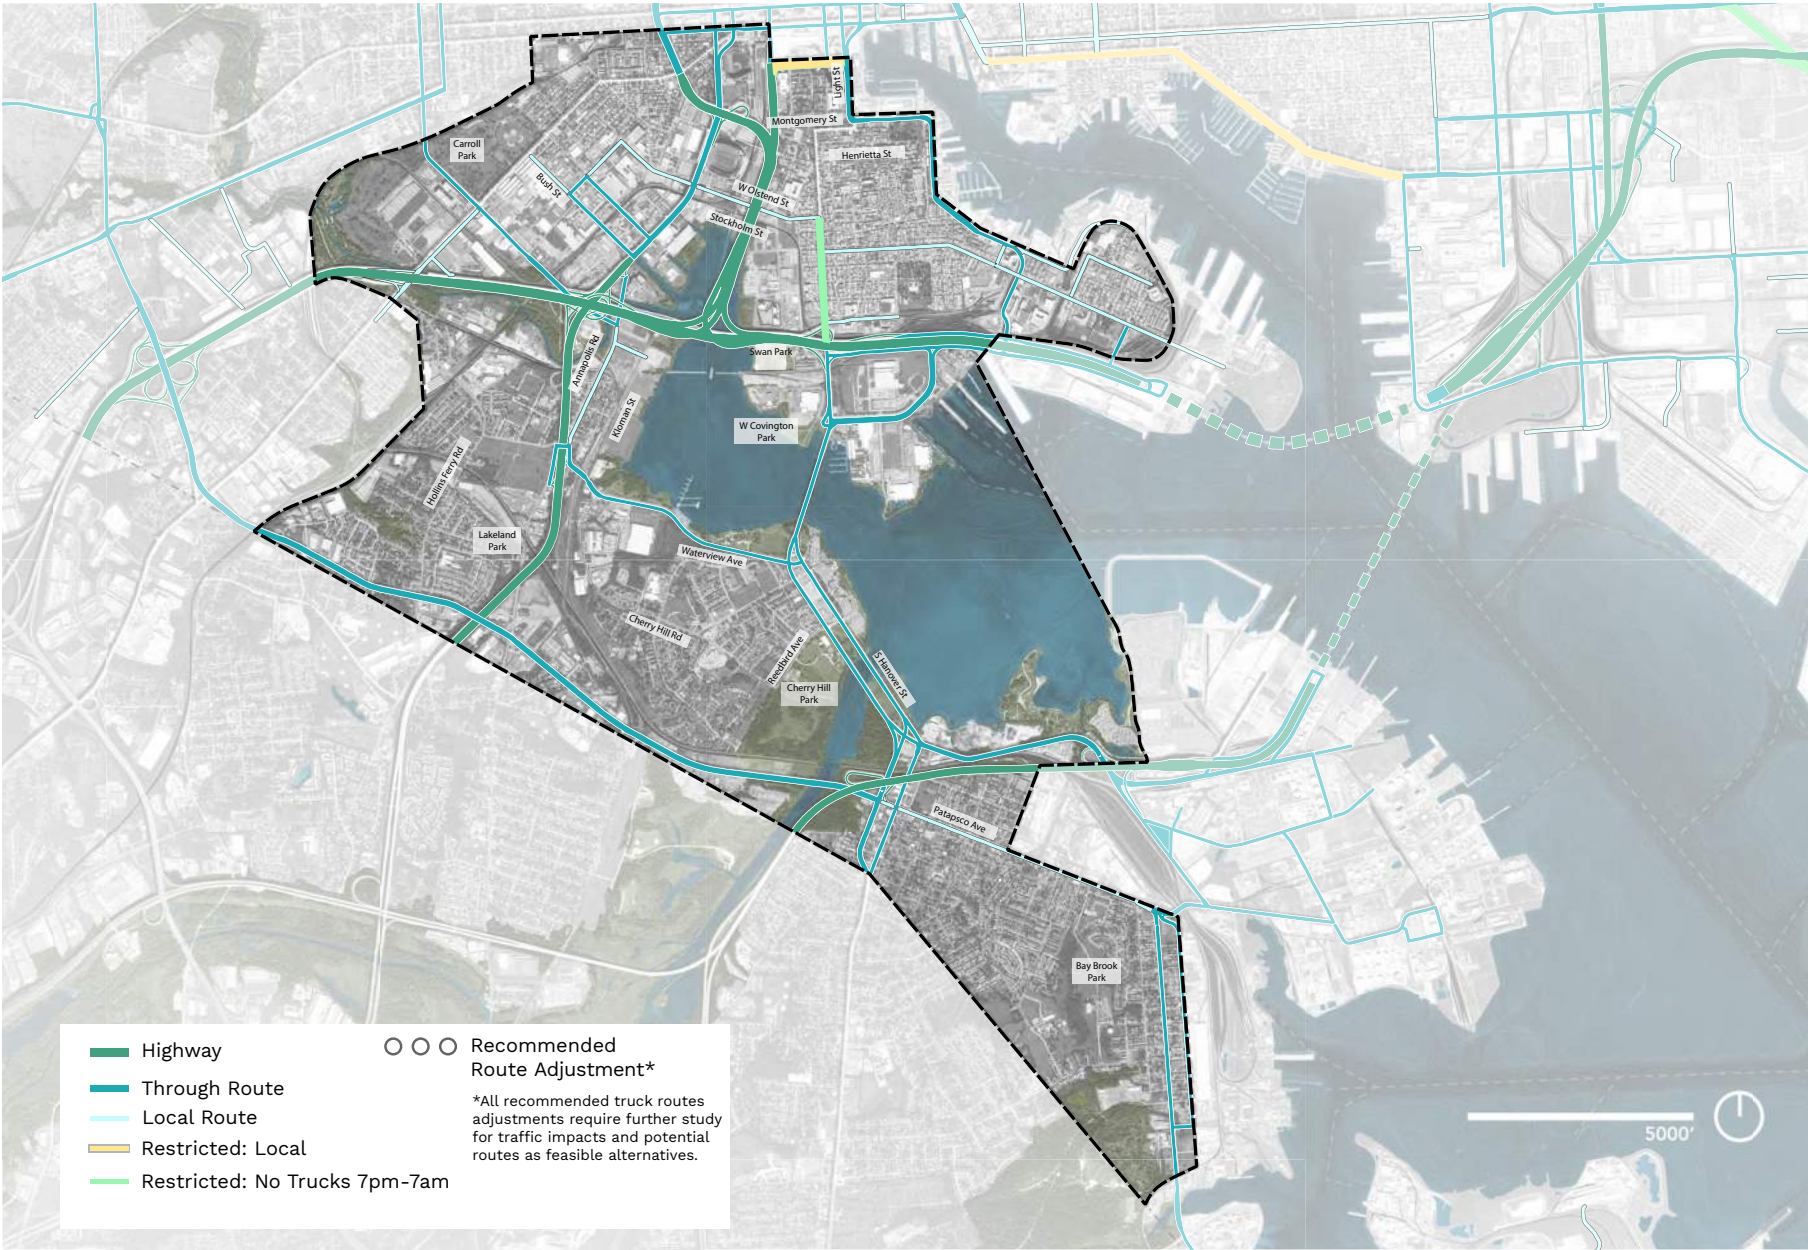 Light St
Montgomery St
Carroll
Park
Henrietta St
Bush St
W Olstend St
Stockholm St
Swan Park
Annapolis Rd
Kloman St
W Covington
Park
Hollins Ferry Rd
Lakeland
Park
Waterview Ave
Cherry Hill Rd
Reedbird Ave
S Hanover St
Cherry Hill
Park
Patapsco Ave
Bay Brook
Park
Highway
Through Route
Local Route
Restricted: Local
Restricted: No Trucks 7pm-7am
Recommended
Route Adjustment*
*All recommended truck routes
adjustments require further study
for traffic impacts and potential
routes as feasible alternatives.
5000'